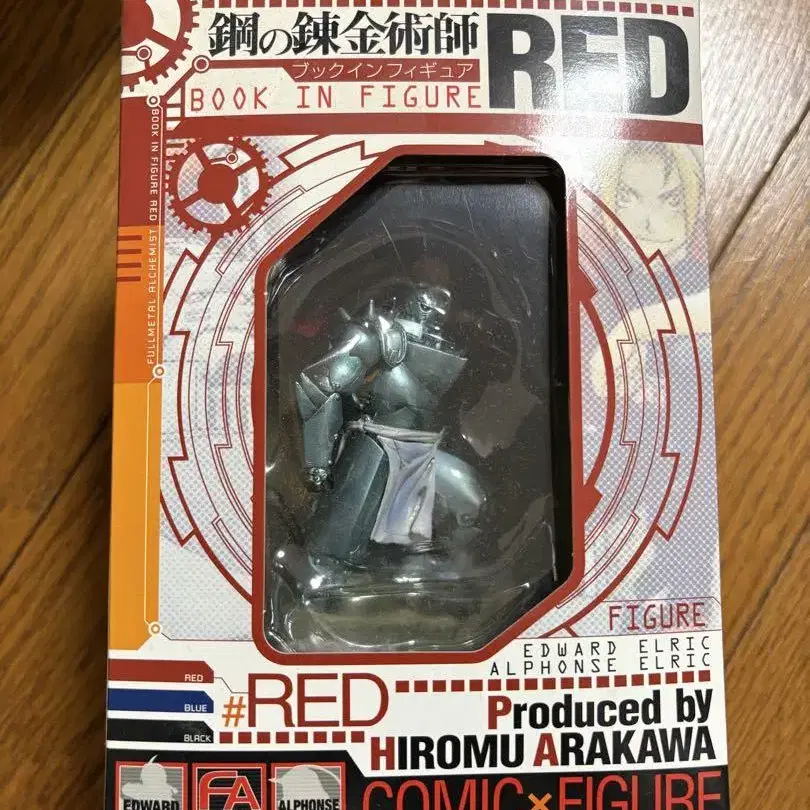 鋼の錬金術師
ブックインフィギュア
BOOK IN FIGURE
RED
BOOK IN FIGURE RED
FULLMETAL ALCHEMIST 03
FIGURE
EDWARD ELRIC
ALPHONSE ELRIC
RED
BLUE
BLACK
#RED
Produced by
HIROMU ARAKAWA
EDWARD
FA
ALPHONSE
COMIC×FIGURE